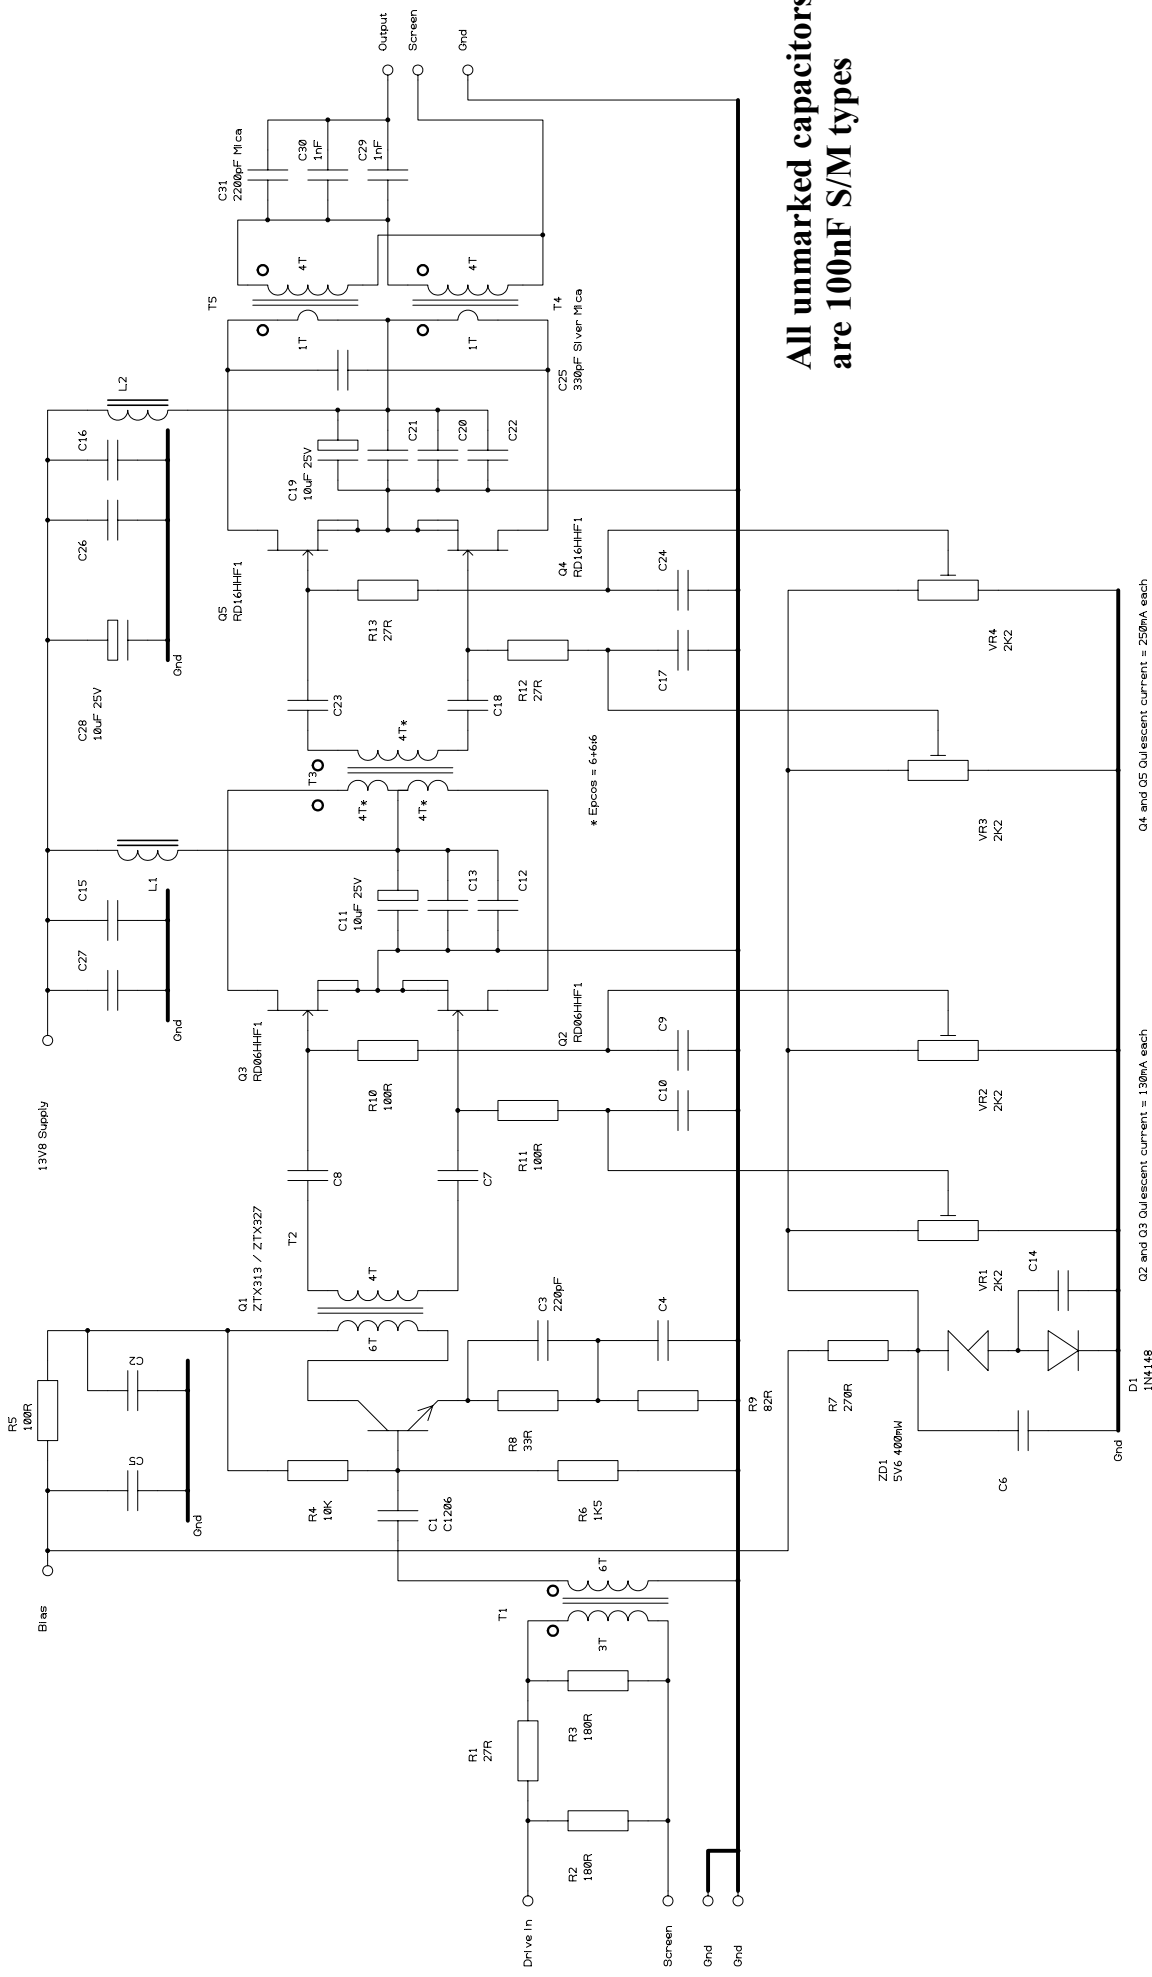 Bias
R5
100R
C5
C2
Gnd
13V8 Supply
C27
C15
Gnd
L1
C28
10uF 25V
C26
C16
Gnd
L2
Drive In
Screen
Gnd
Gnd
R2
180R
R1
27R
R3
180R
T1
3T
6T
C1
C1206
R4
10K
R6
1K5
Q1
ZTX313 / ZTX327
R8
33R
R9
82R
C3
220pF
C4
6T
4T
T2
C8
C7
R10
100R
R11
100R
C10
C9
Q3
RD06HHF1
Q2
RD06HHF1
C11
10uF 25V
C13
C12
T3
4T*
4T*
4T*
* Epcos = 6+6:6
C23
C18
R13
27R
R12
27R
C17
C24
Q5
RD16HHF1
Q4
RD16HHF1
C19
10uF 25V
C21
C20
C22
C25
330pF Silver Mica
T5
1T
4T
T4
1T
4T
C31
2200pF Mica
C30
1nF
C29
1nF
Output
Screen
Gnd
All unmarked capacitors
are 100nF S/M types
R7
270R
ZD1
5V6 400mW
C6
Gnd
D1
1N4148
C14
VR1
2K2
VR2
2K2
VR3
2K2
VR4
2K2
Q2 and Q3 Quiescent current = 130mA each
Q4 and Q5 Quiescent current = 250mA each